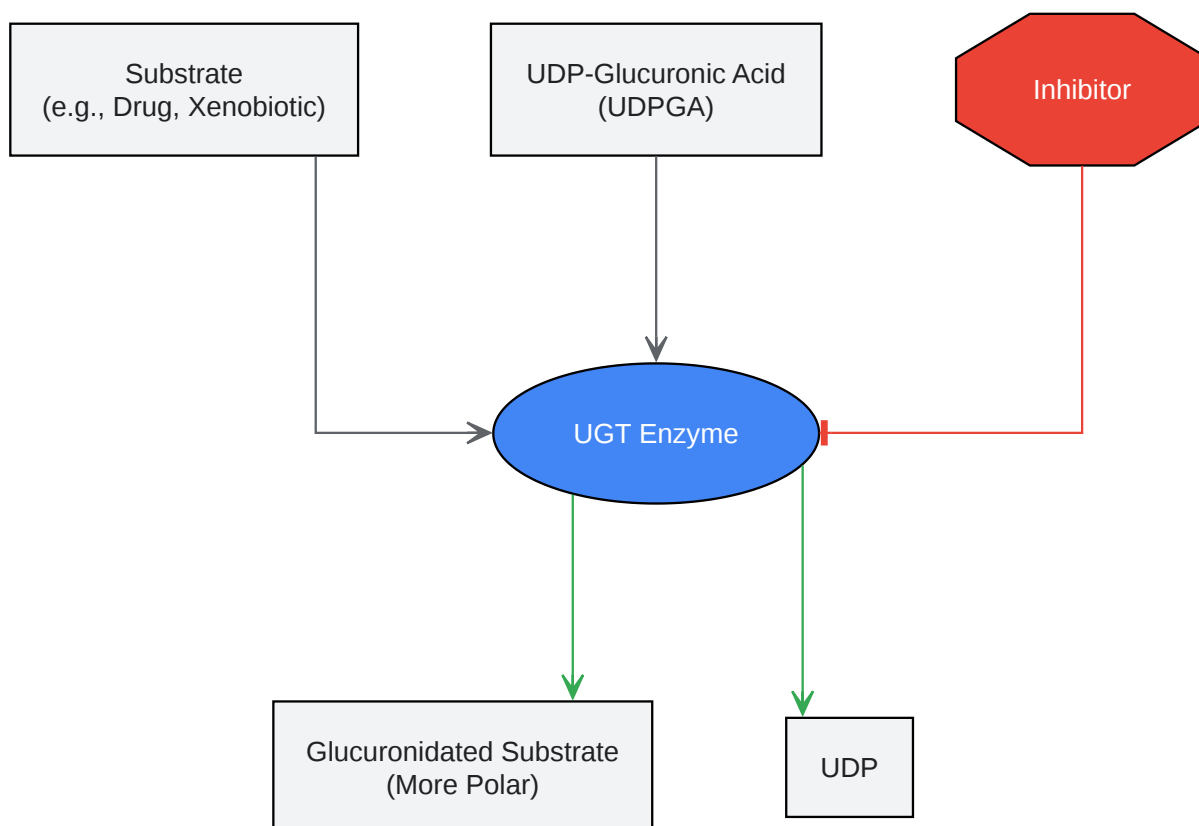 Substrate
(e.g., Drug, Xenobiotic)
UDP-Glucuronic Acid
(UDPGA)
Inhibitor
UGT Enzyme
Glucuronidated Substrate
(More Polar)
UDP